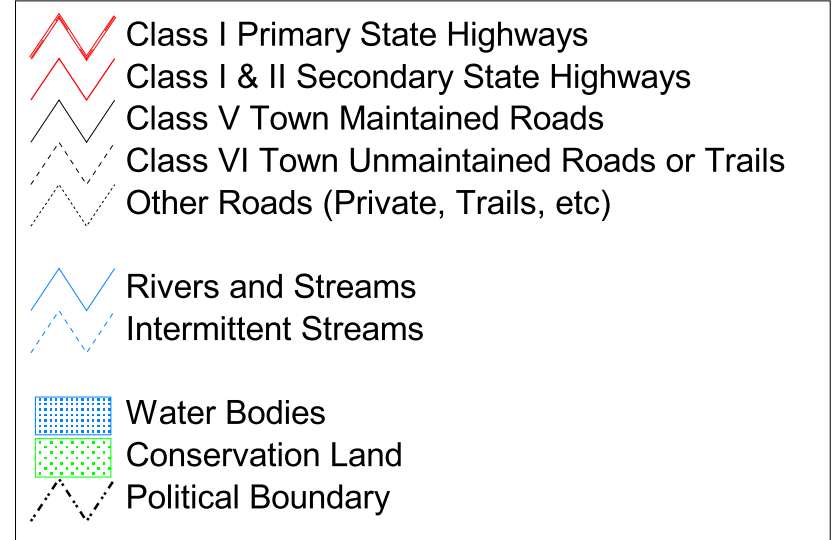 Class I Primary State Highways
Class I & II Secondary State Highways
Class V Town Maintained Roads
Class VI Town Unmaintained Roads or Trails
Other Roads (Private, Trails, etc)
Rivers and Streams
Intermittent Streams
Water Bodies
Conservation Land
Political Boundary